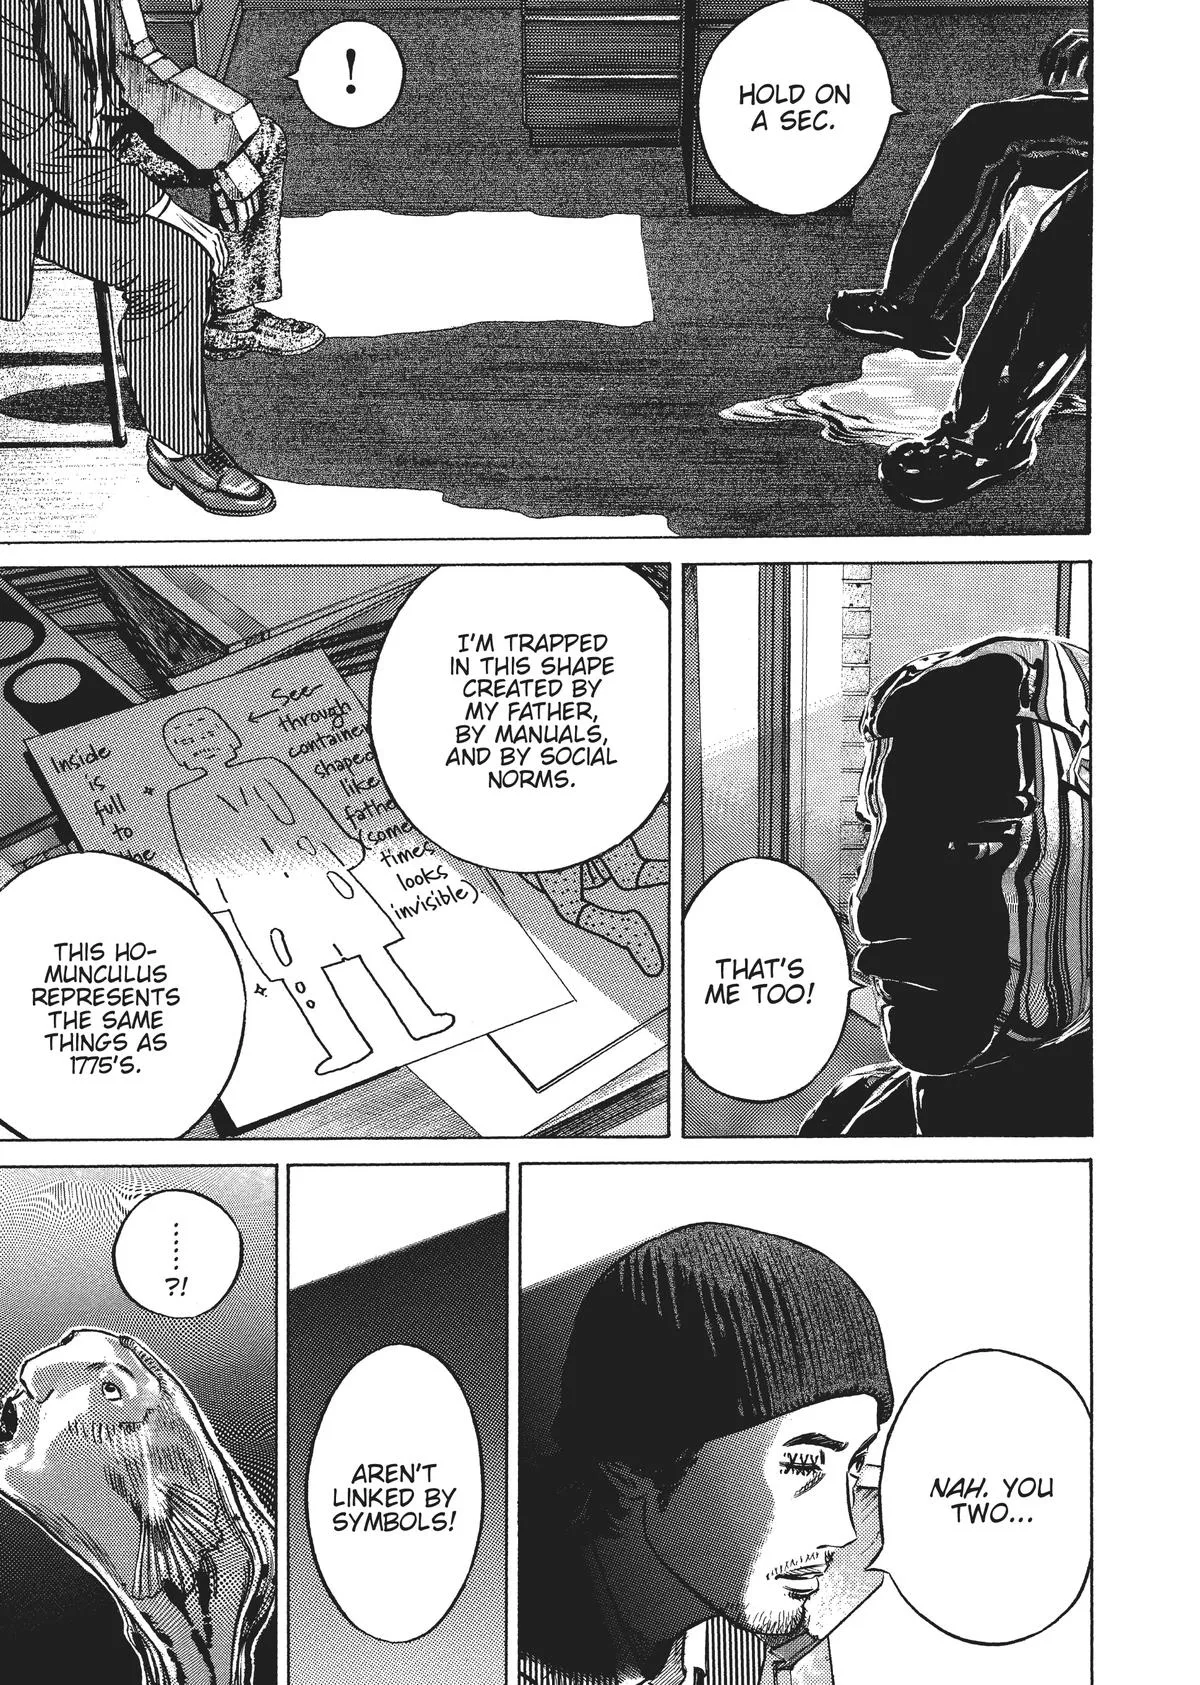 HOLD ON
A SEC.
!
THAT'S
ME TOO!
I'M TRAPPED
IN THIS SHAPE
CREATED BY
MY FATHER,
BY MANUALS,
AND BY SOCIAL
NORMS.
←See-
through
container
shaped
like
father
(some
times
looks
invisible)
Inside
is
full
to
the
THIS HO-
MUNCULUS
REPRESENTS
THE SAME
THINGS AS
1775'S.
NAH. YOU
TWO...
AREN'T
LINKED BY
SYMBOLS!
......
?!